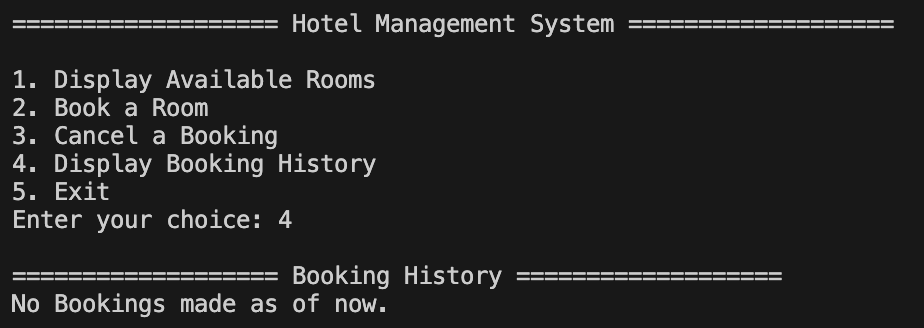 =================== Hotel Management System ===================
1. Display Available Rooms
2. Book a Room
3. Cancel a Booking
4. Display Booking History
5. Exit
Enter your choice: 4
=================== Booking History ===================
No Bookings made as of now.